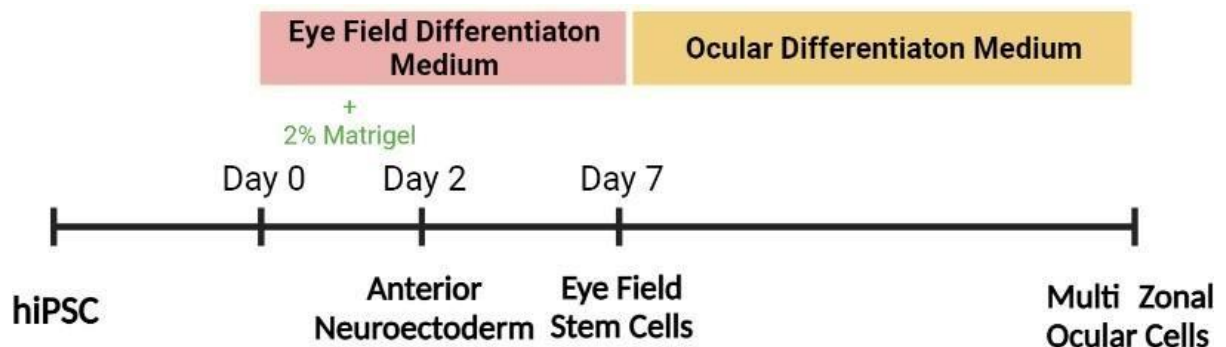 Eye Field Differentiaton
Medium
Ocular Differentiaton Medium
+
2% Matrigel
Day 0
Day 2
Day 7
hiPSC
Anterior
Neuroectoderm
Eye Field
Stem Cells
Multi Zonal
Ocular Cells